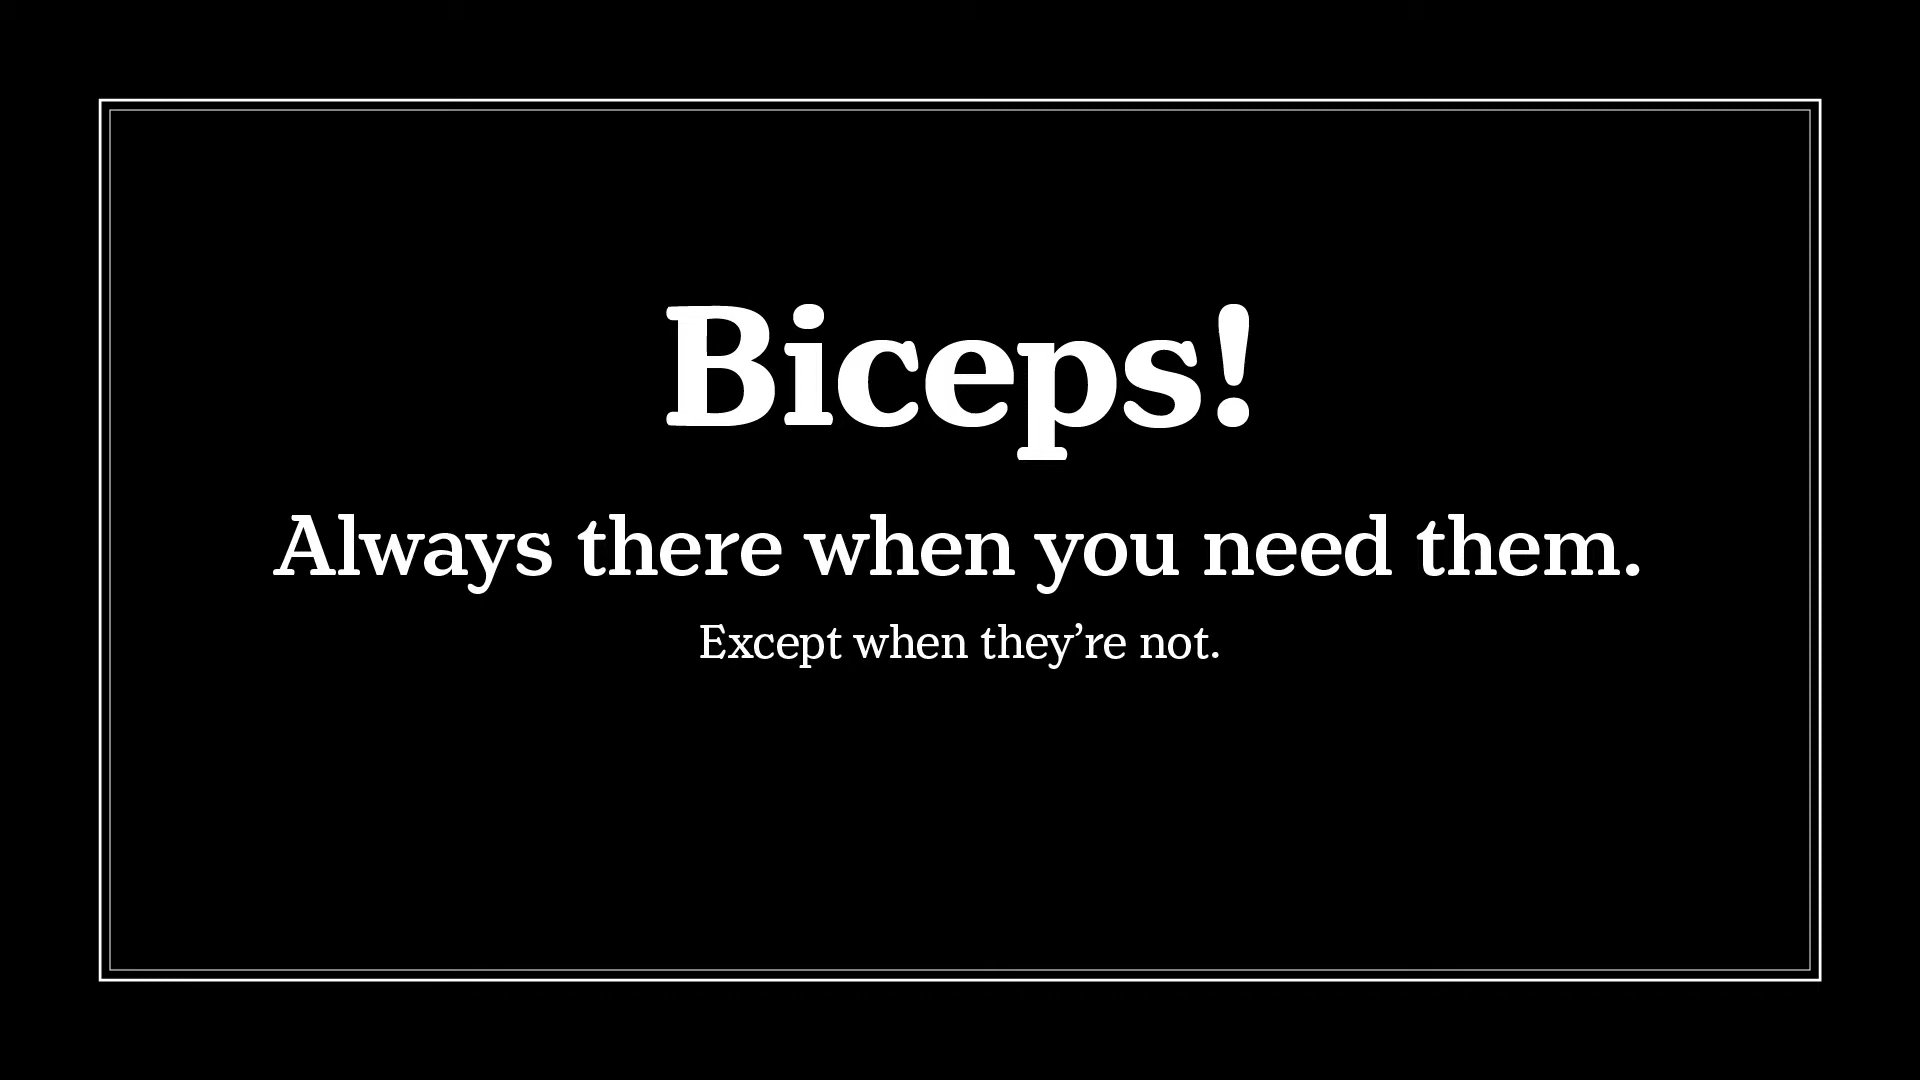 Biceps!
Always there when you need them.
Except when they’re not.